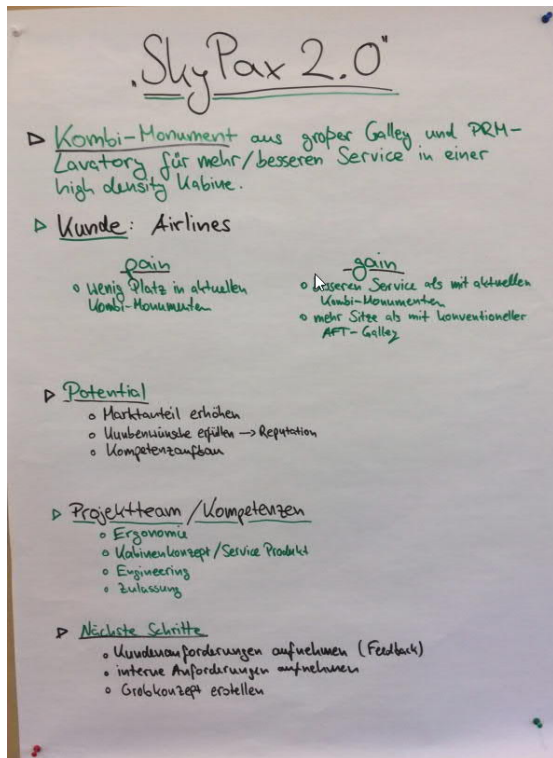 „SkyPax 2.0"
▷ Kombi-Monument aus großer Galley und PRM-
Lavatory für mehr/besseren Service in einer
high density Kabine.
▷ Kunde: Airlines
pain
○ wenig Platz in aktuellen
Kombi-Monumenten
gain
○ besseren Service als mit aktuellen
Kombi-Monumenten
○ mehr Sitze als mit konventioneller
AFT-Galley
▷ Potential
○ Marktanteil erhöhen
○ Kundenwünsche erfüllen → Reputation
○ Kompetenzaufbau
▷ Projektteam / Kompetenzen
○ Ergonomie
○ Kabinenkonzept / Service Produkt
○ Engineering
○ Zulassung
▷ Nächste Schritte
• Kundenanforderungen aufnehmen (Feedback)
• interne Anforderungen aufnehmen
○ Grobkonzept erstellen